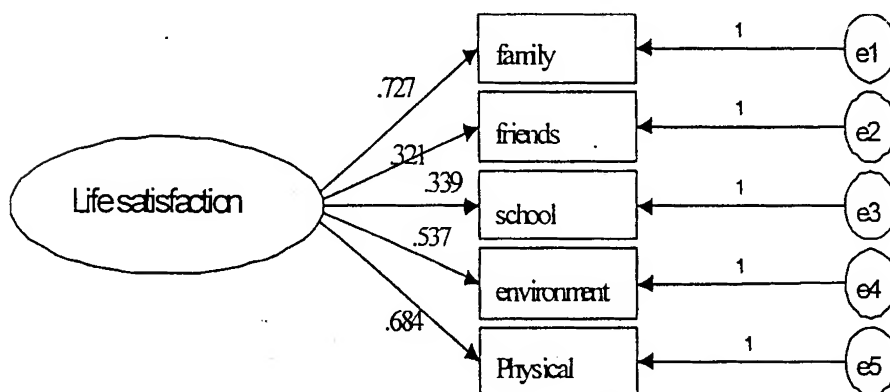 1
family
e1
.727
1
friends
e2
.321
1
.339
school
e3
Life satisfaction
.537
1
environment
e4
.684
1
Physical
e5